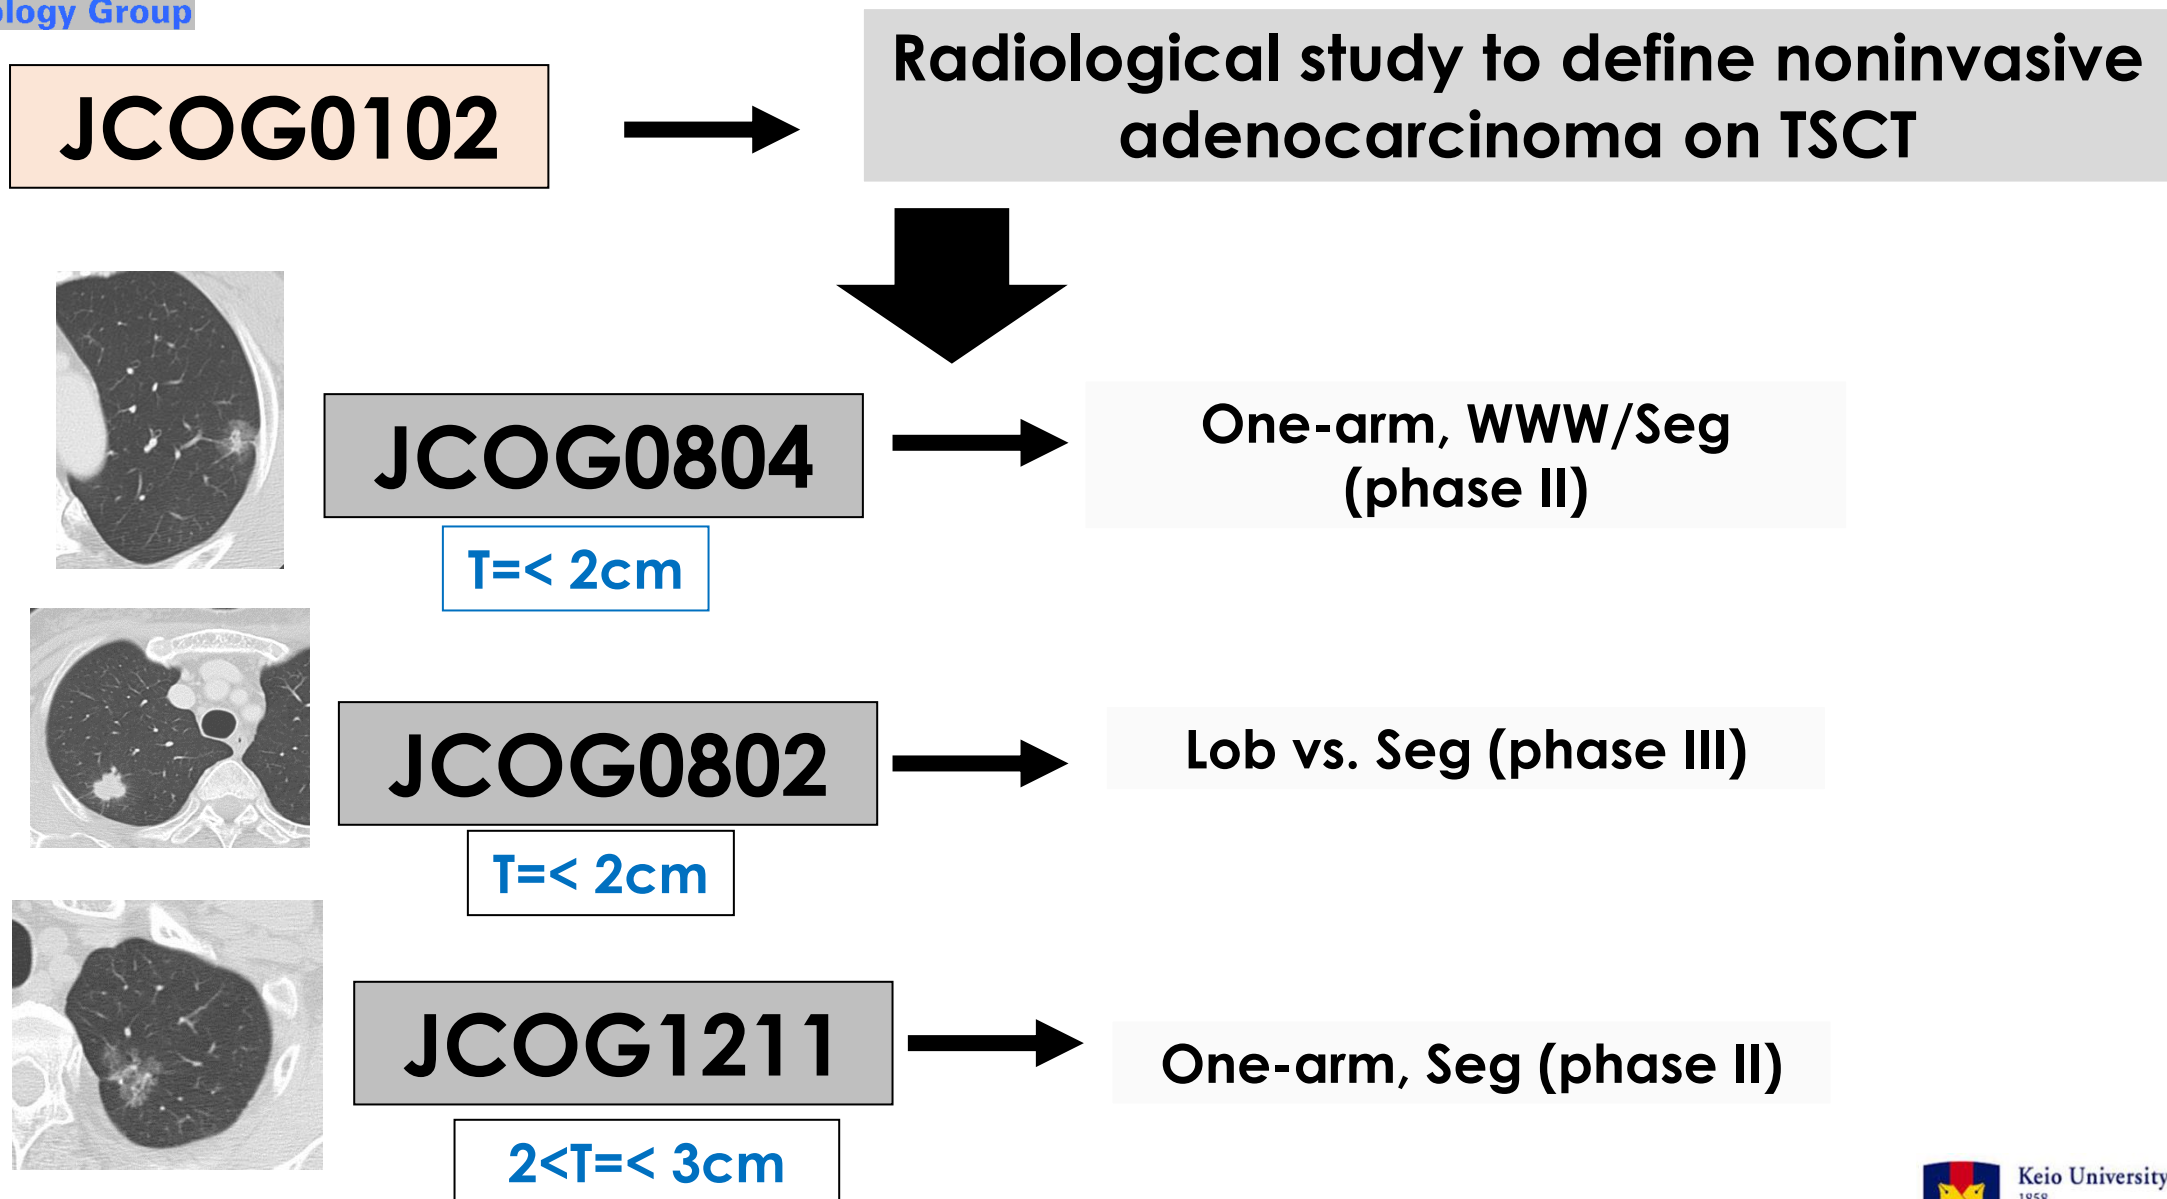 ology Group
JCOG0102
Radiological study to define noninvasive
adenocarcinoma on TSCT
JCOG0804
T=< 2cm
One-arm, WWW/Seg
(phase II)
JCOG0802
T=< 2cm
Lob vs. Seg (phase III)
JCOG1211
2<T=< 3cm
One-arm, Seg (phase II)
Keio University
1858